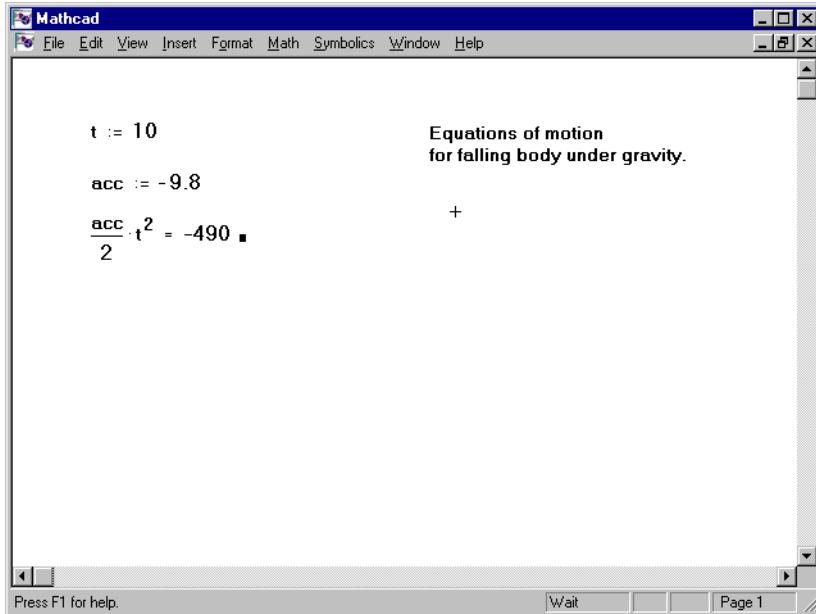 Mathcad
File Edit View Insert Format Math Symbolics Window Help
t := 10
Equations of motion
for falling body under gravity.
acc := -9.8
acc/2 · t² = -490
Press F1 for help.
Wait
Page 1